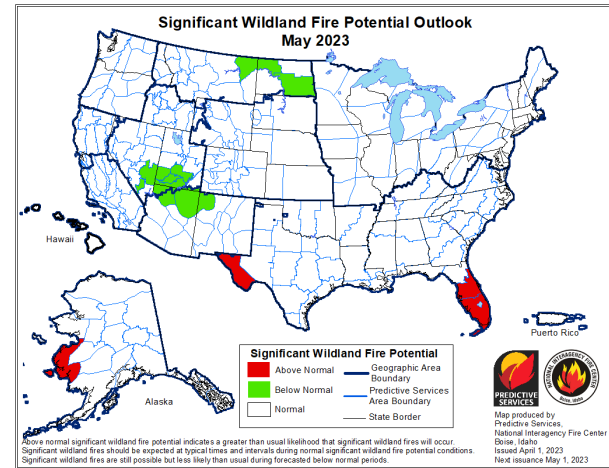 Significant Wildland Fire Potential Outlook
May 2023
Hawaii
Alaska
Puerto Rico
Significant Wildland Fire Potential
Above Normal
Below Normal
Normal
Geographic Area
Boundary
Predictive Services
Area Boundary
State Border
PREDICTIVE
SERVICES
NATIONAL INTERAGENCY FIRE CENTER
Boise, Idaho
Map produced by
Predictive Services,
National Interagency Fire Center
Boise, Idaho
Issued April 1, 2023
Next issuance May 1, 2023
Above normal significant wildland fire potential indicates a greater than usual likelihood that significant wildland fires will occur.
Significant wildland fires should be expected at typical times and intervals during normal significant wildland fire potential conditions.
Significant wildland fires are still possible but less likely than usual during forecasted below normal periods.